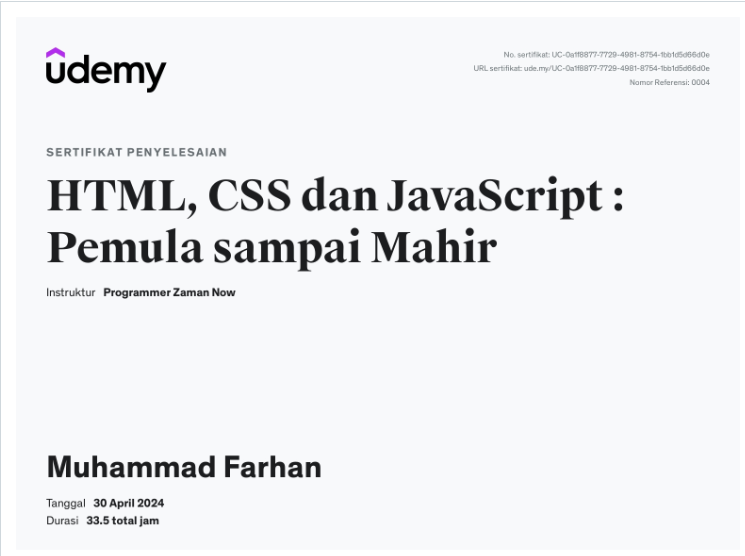 udemy
No. sertifikat: UC-0a1f8877-7729-4981-8754-1bb1d5d66d0e
URL sertifikat: ude.my/UC-0a1f8877-7729-4981-8754-1bb1d5d66d0e
Nomor Referensi: 0004
SERTIFIKAT PENYELESAIAN
HTML, CSS dan JavaScript :
Pemula sampai Mahir
Instruktur Programmer Zaman Now
Muhammad Farhan
Tanggal 30 April 2024
Durasi 33.5 total jam